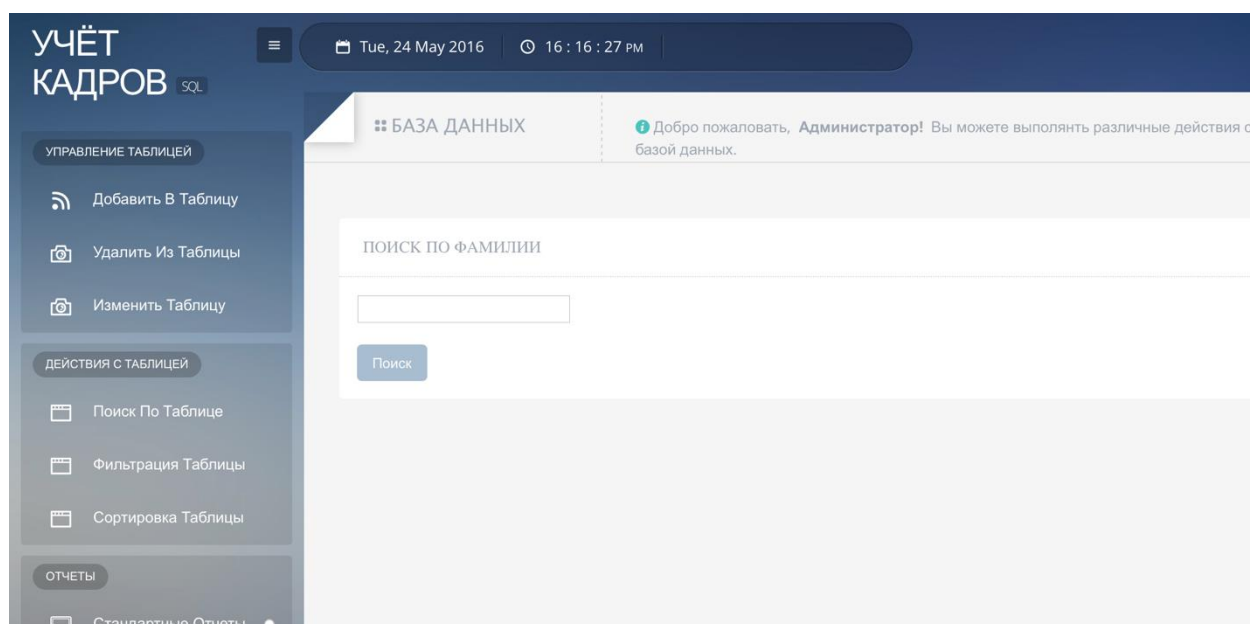 УЧЁТ
КАДРОВ SQL
Tue, 24 May 2016 16 : 16 : 27 PM
УПРАВЛЕНИЕ ТАБЛИЦЕЙ
Добавить В Таблицу
Удалить Из Таблицы
Изменить Таблицу
ДЕЙСТВИЯ С ТАБЛИЦЕЙ
Поиск По Таблице
Фильтрация Таблицы
Сортировка Таблицы
ОТЧЕТЫ
Стандартные Отчеты
БАЗА ДАННЫХ
Добро пожаловать, Администратор! Вы можете выполянть различные действия с
базой данных.
ПОИСК ПО ФАМИЛИИ
Поиск